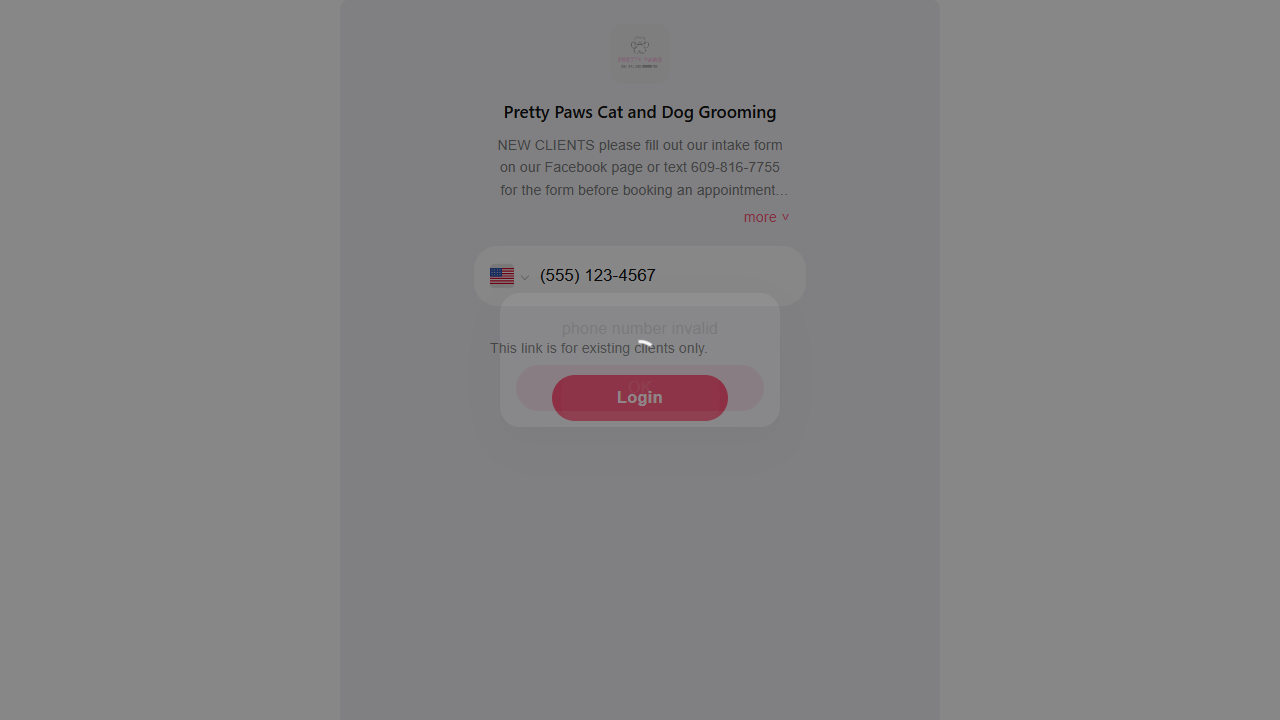 PRETTY PAWS
Pretty Paws Cat and Dog Grooming
NEW CLIENTS please fill out our intake form
on our Facebook page or text 609-816-7755
for the form before booking an appointment...
more
(555) 123-4567
phone number invalid
This link is for existing clients only.
OK
Login